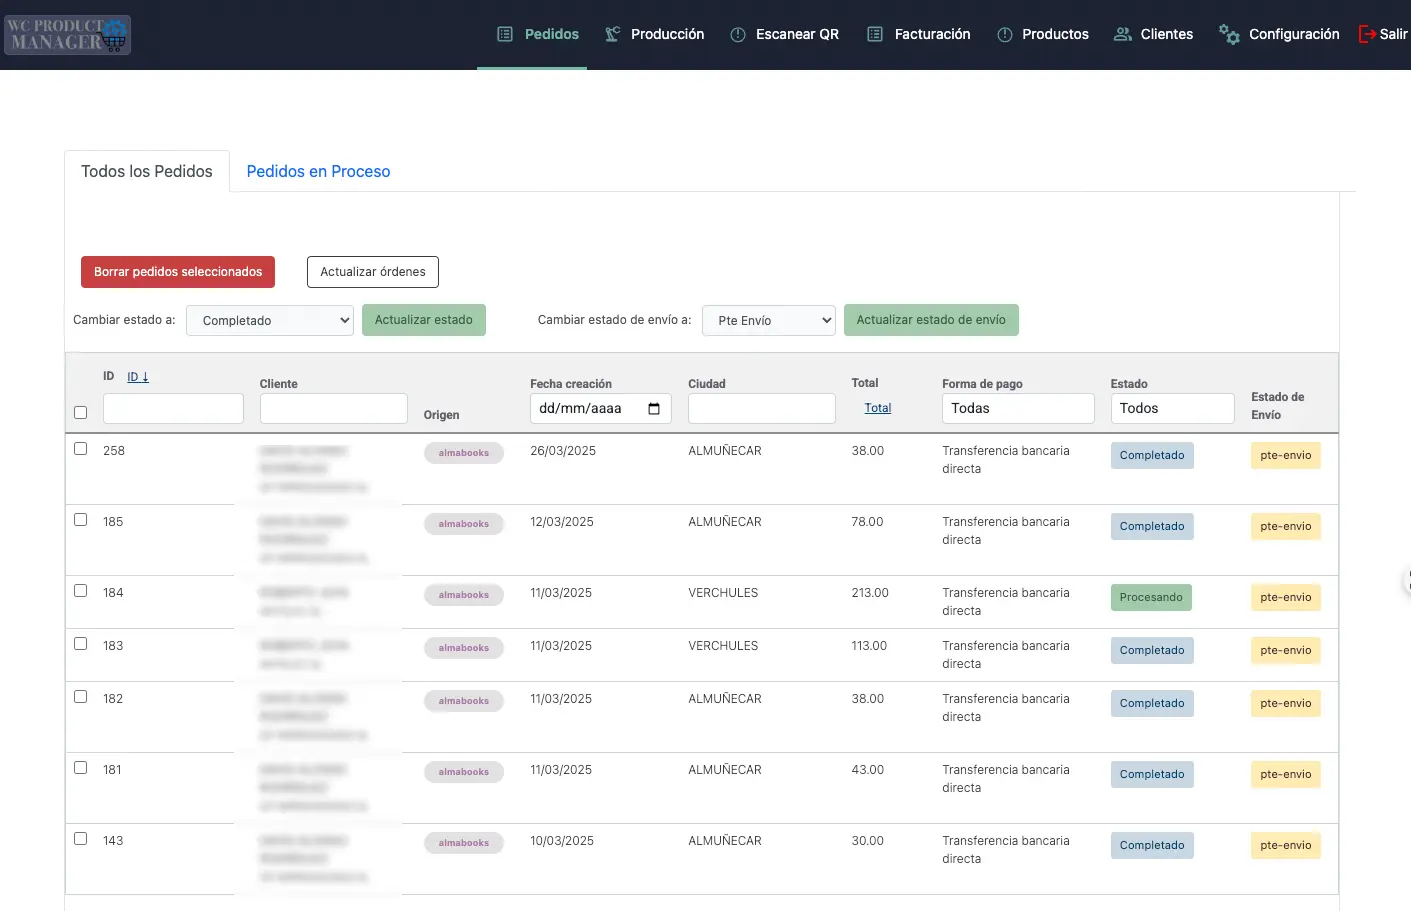 WC PRODUCT
MANAGER
Pedidos
Producción
Escanear QR
Facturación
Productos
Clientes
Configuración
Salir
Todos los Pedidos
Pedidos en Proceso
Borrar pedidos seleccionados
Actualizar órdenes
Cambiar estado a:
Completado
Actualizar estado
Cambiar estado de envío a:
Pte Envío
Actualizar estado de envío
ID
ID ↓
Cliente
Origen
Fecha creación
dd/mm/aaaa
Ciudad
Total
Total
Forma de pago
Todas
Estado
Todos
Estado de
Envío
258
almabooks
26/03/2025
ALMUÑECAR
38.00
Transferencia bancaria
directa
Completado
pte-envio
185
almabooks
12/03/2025
ALMUÑECAR
78.00
Transferencia bancaria
directa
Completado
pte-envio
184
almabooks
11/03/2025
VERCHULES
213.00
Transferencia bancaria
directa
Procesando
pte-envio
183
almabooks
11/03/2025
VERCHULES
113.00
Transferencia bancaria
directa
Completado
pte-envio
182
almabooks
11/03/2025
ALMUÑECAR
38.00
Transferencia bancaria
directa
Completado
pte-envio
181
almabooks
11/03/2025
ALMUÑECAR
43.00
Transferencia bancaria
directa
Completado
pte-envio
143
almabooks
10/03/2025
ALMUÑECAR
30.00
Transferencia bancaria
directa
Completado
pte-envio